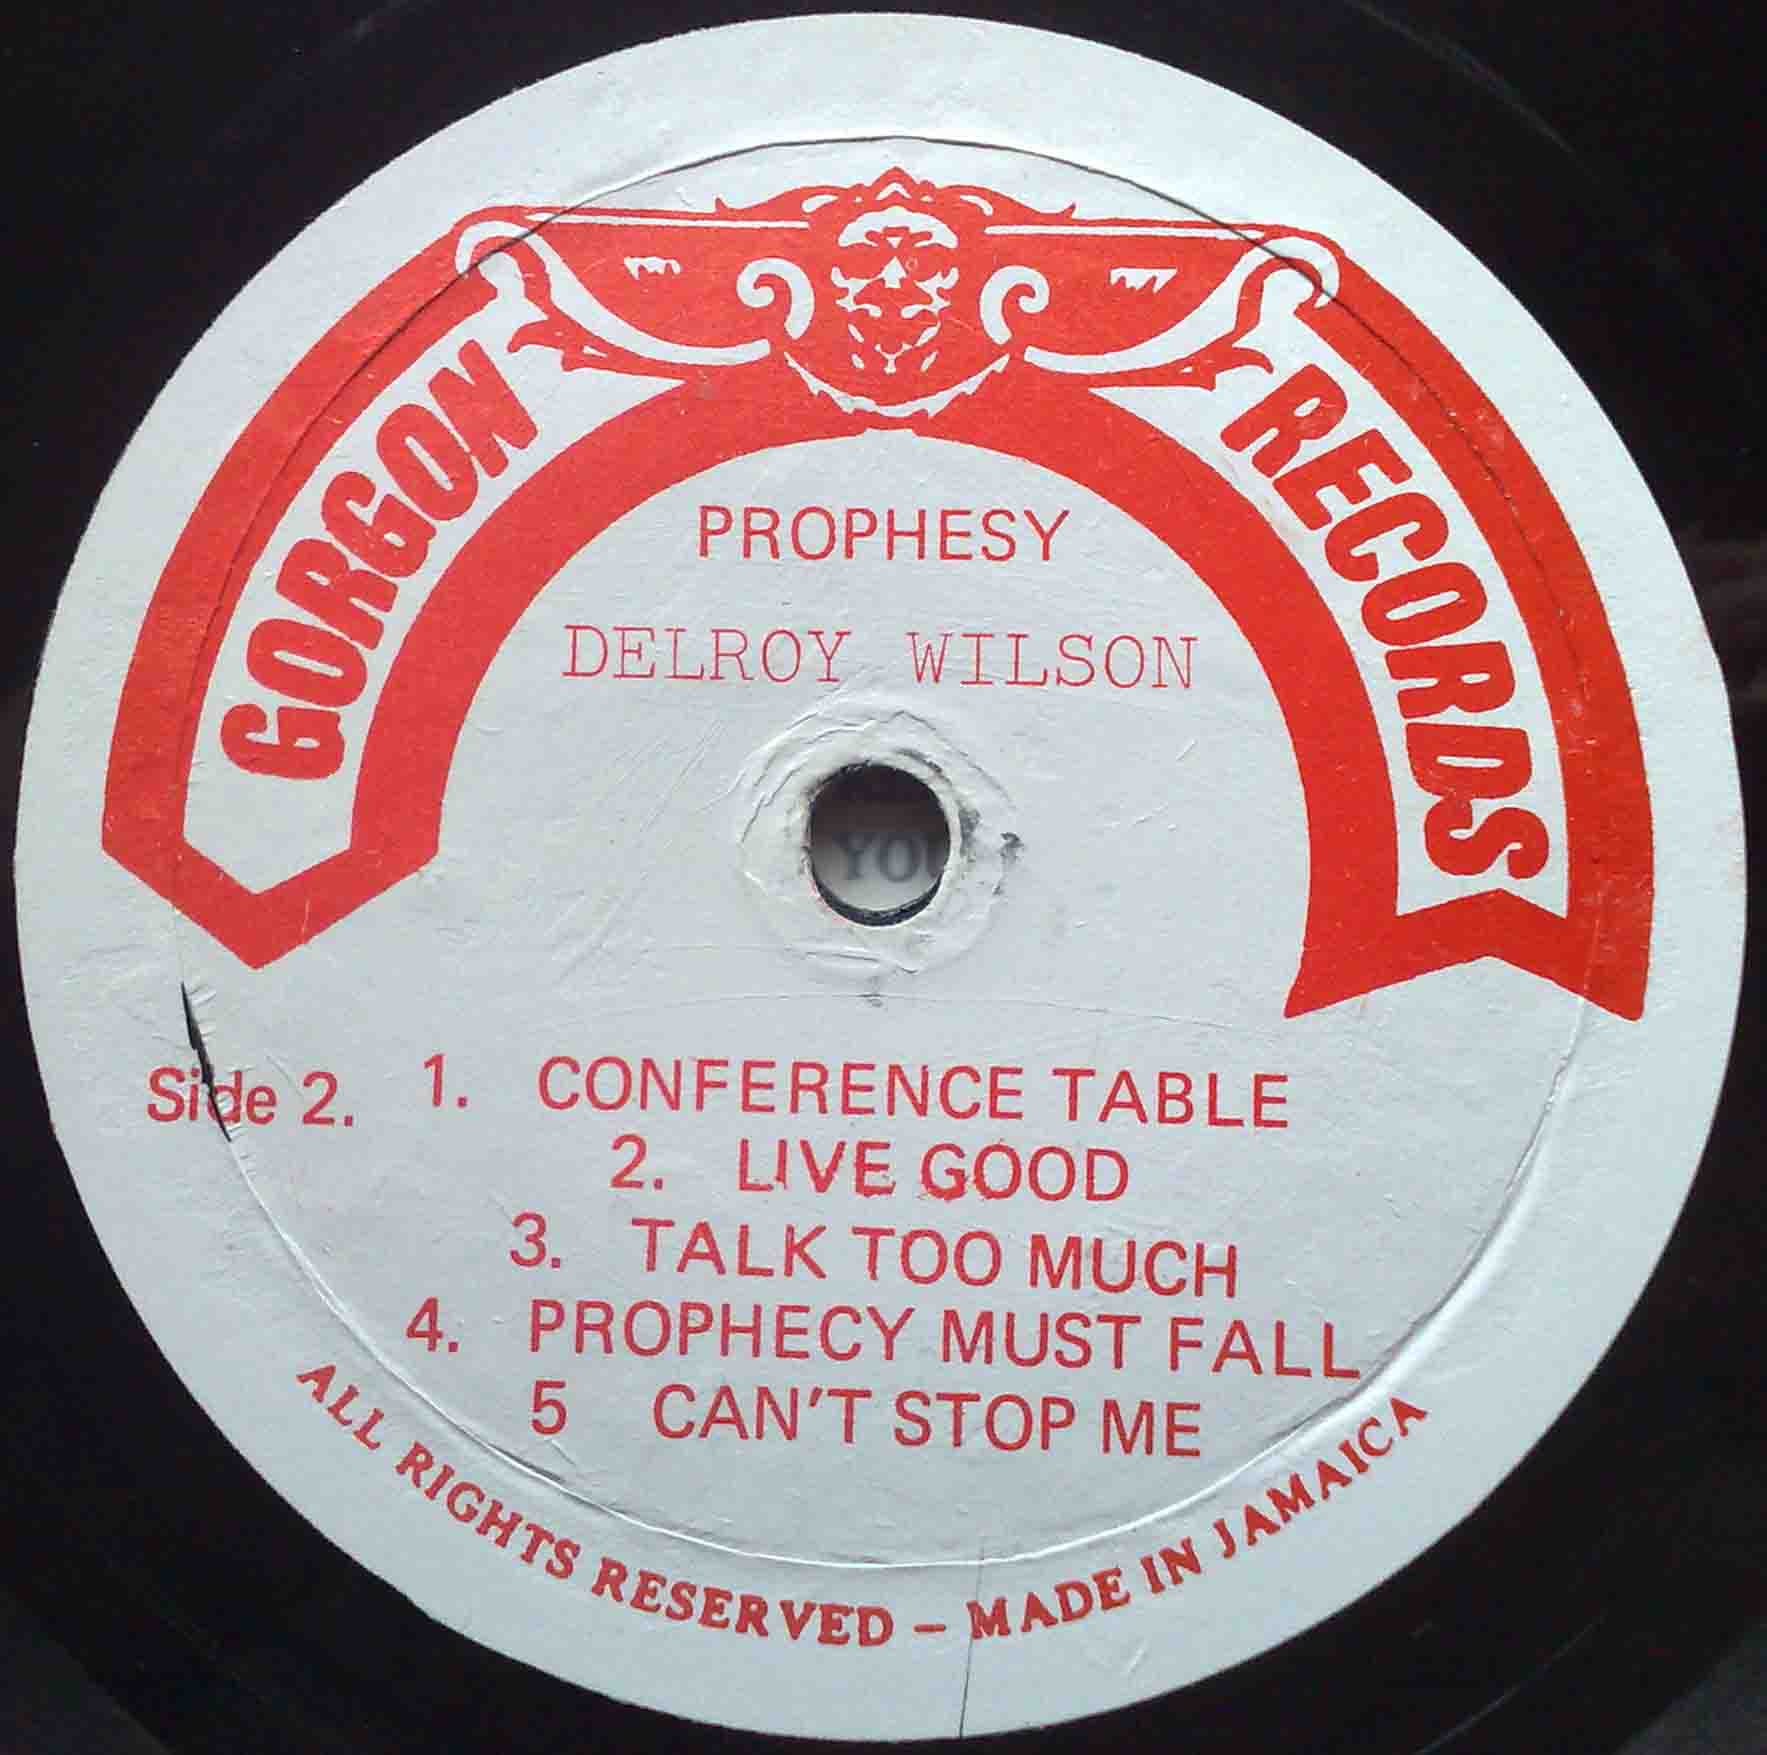 GORGON RECORDS
PROPHESY
DELROY WILSON
YOU
Side 2. 1. CONFERENCE TABLE
2. LIVE GOOD
3. TALK TOO MUCH
4. PROPHECY MUST FALL
5 CAN'T STOP ME
ALL RIGHTS RESERVED – MADE IN JAMAICA